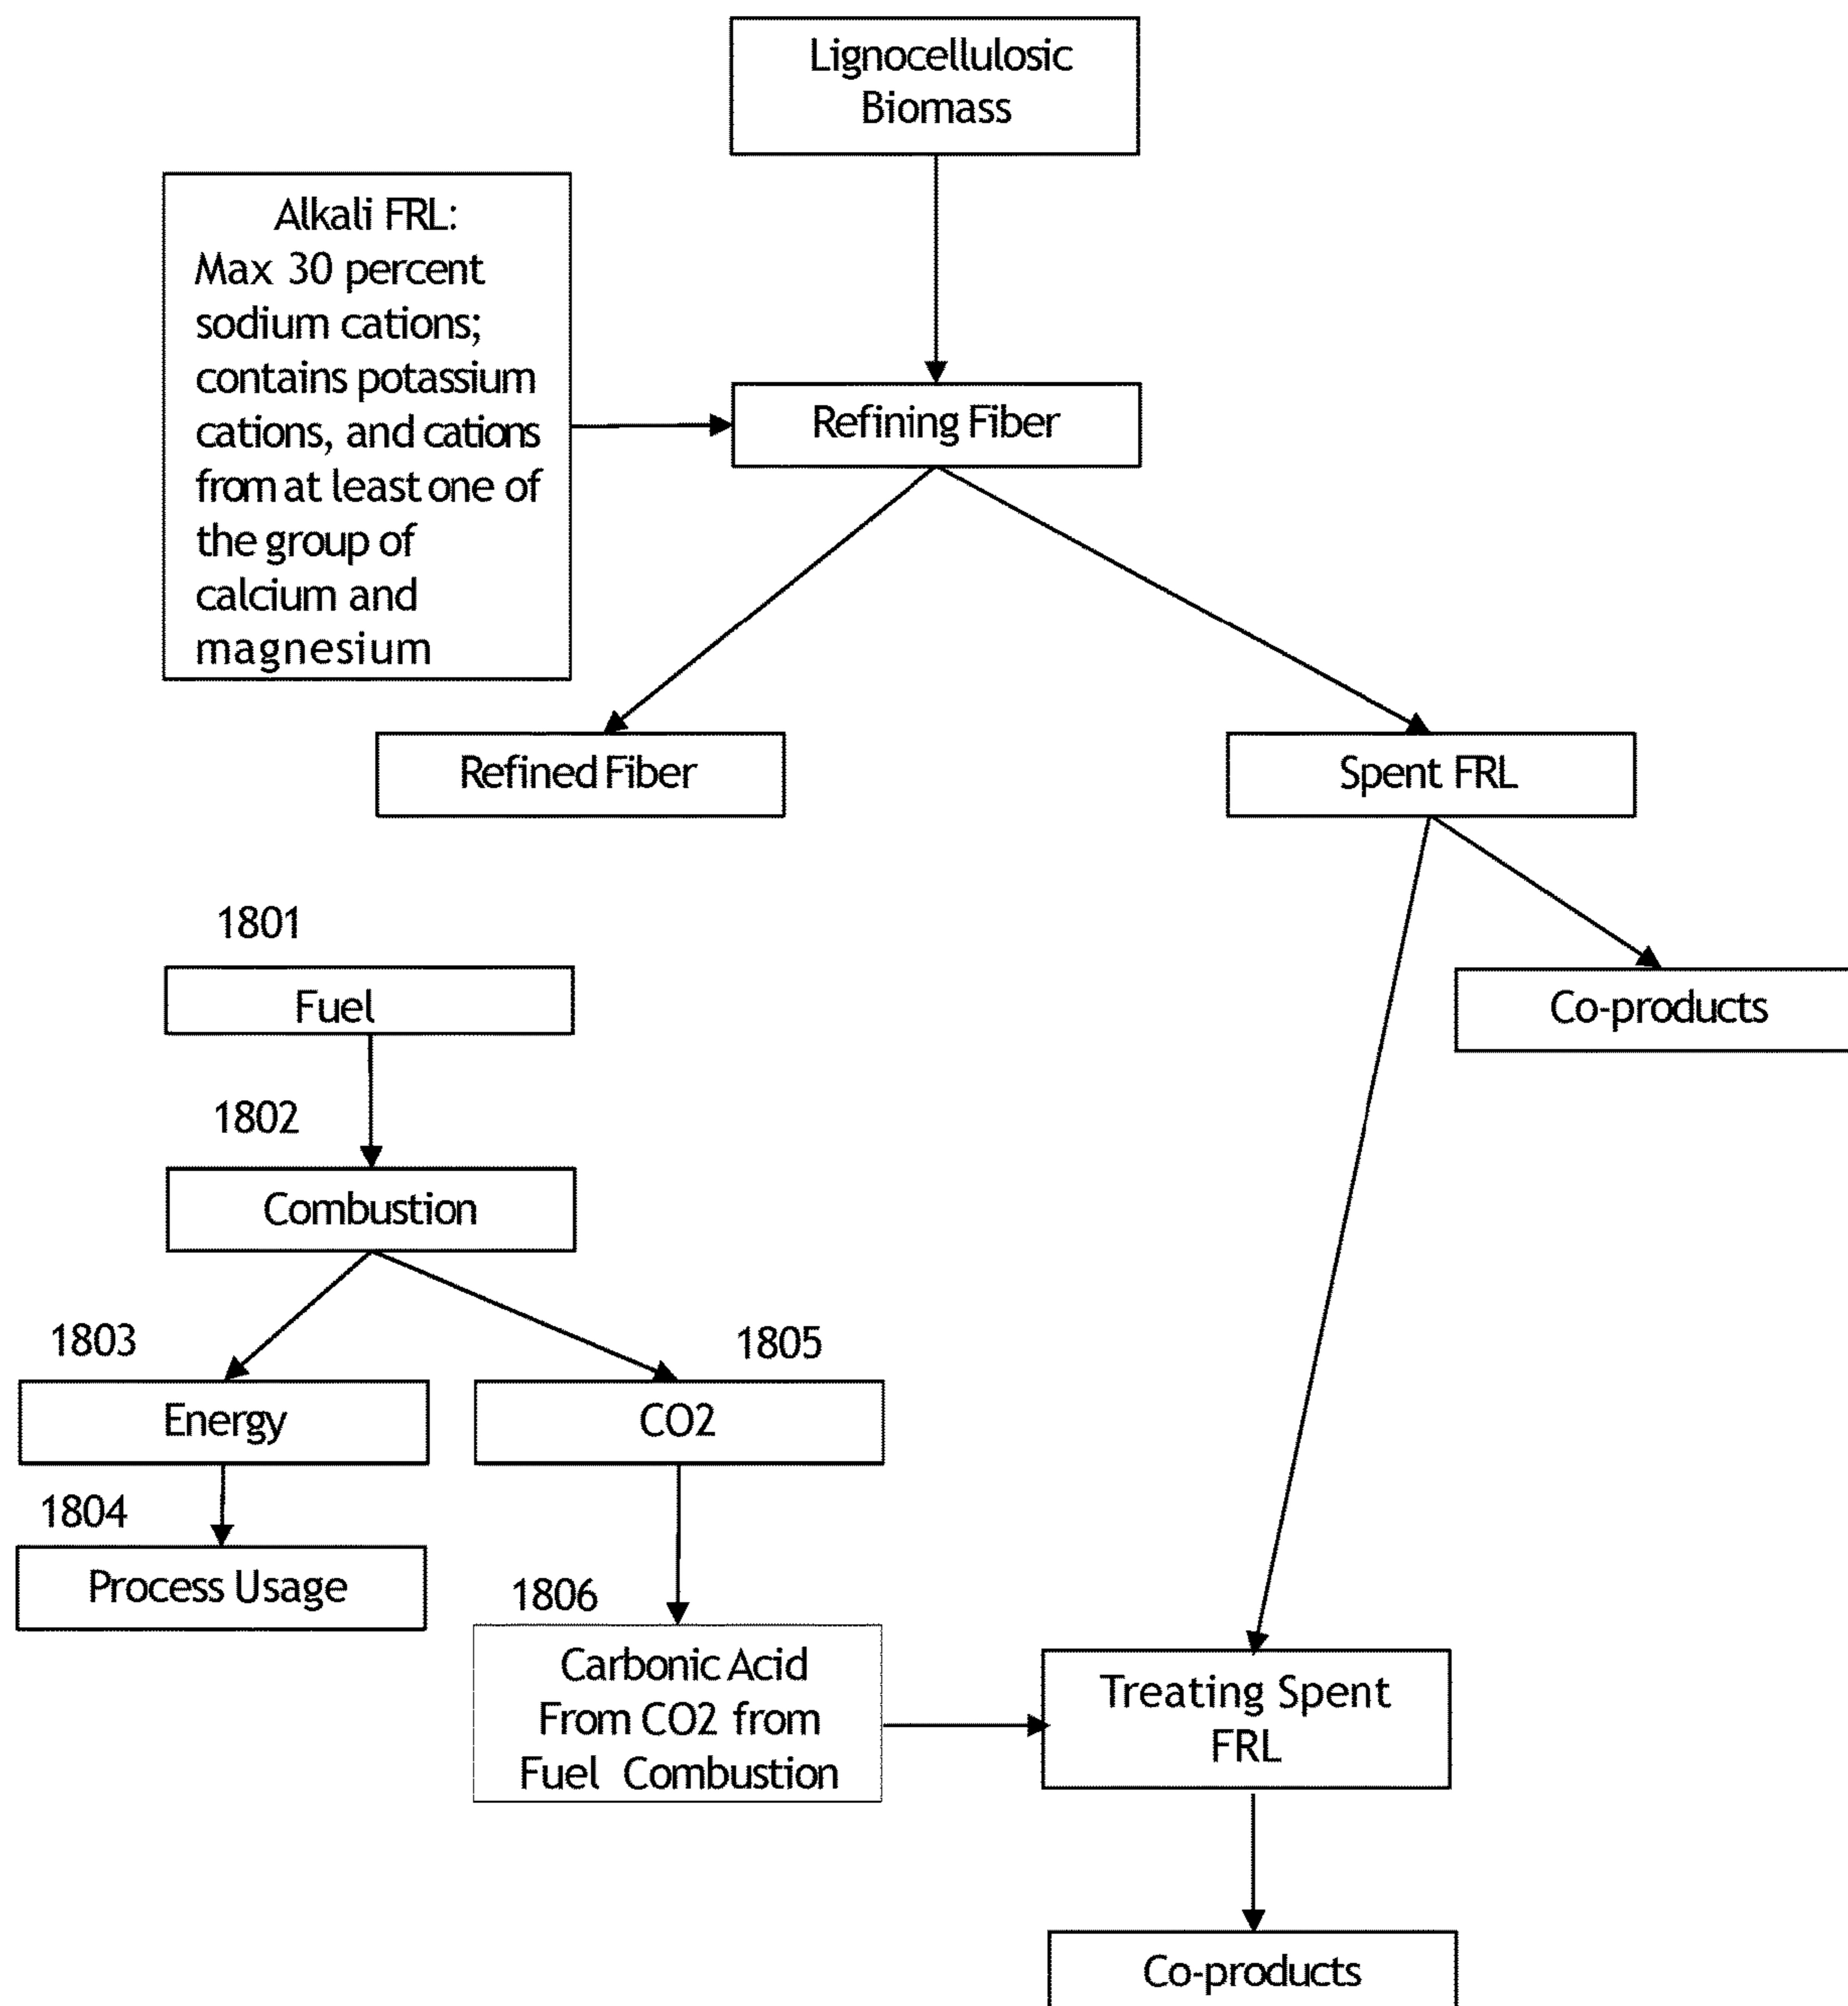 Lignocellulosic
Biomass
Alkali FRL:
Max 30 percent
sodium cations;
contains potassium
cations, and cations
from at least one of
the group of
calcium and
magnesium
Refining Fiber
Refined Fiber
Spent FRL
Co-products
1801
Fuel
1802
Combustion
1803
Energy
1805
CO2
1804
Process Usage
1806
Carbonic Acid
From CO2 from
Fuel Combustion
Treating Spent
FRL
Co-products